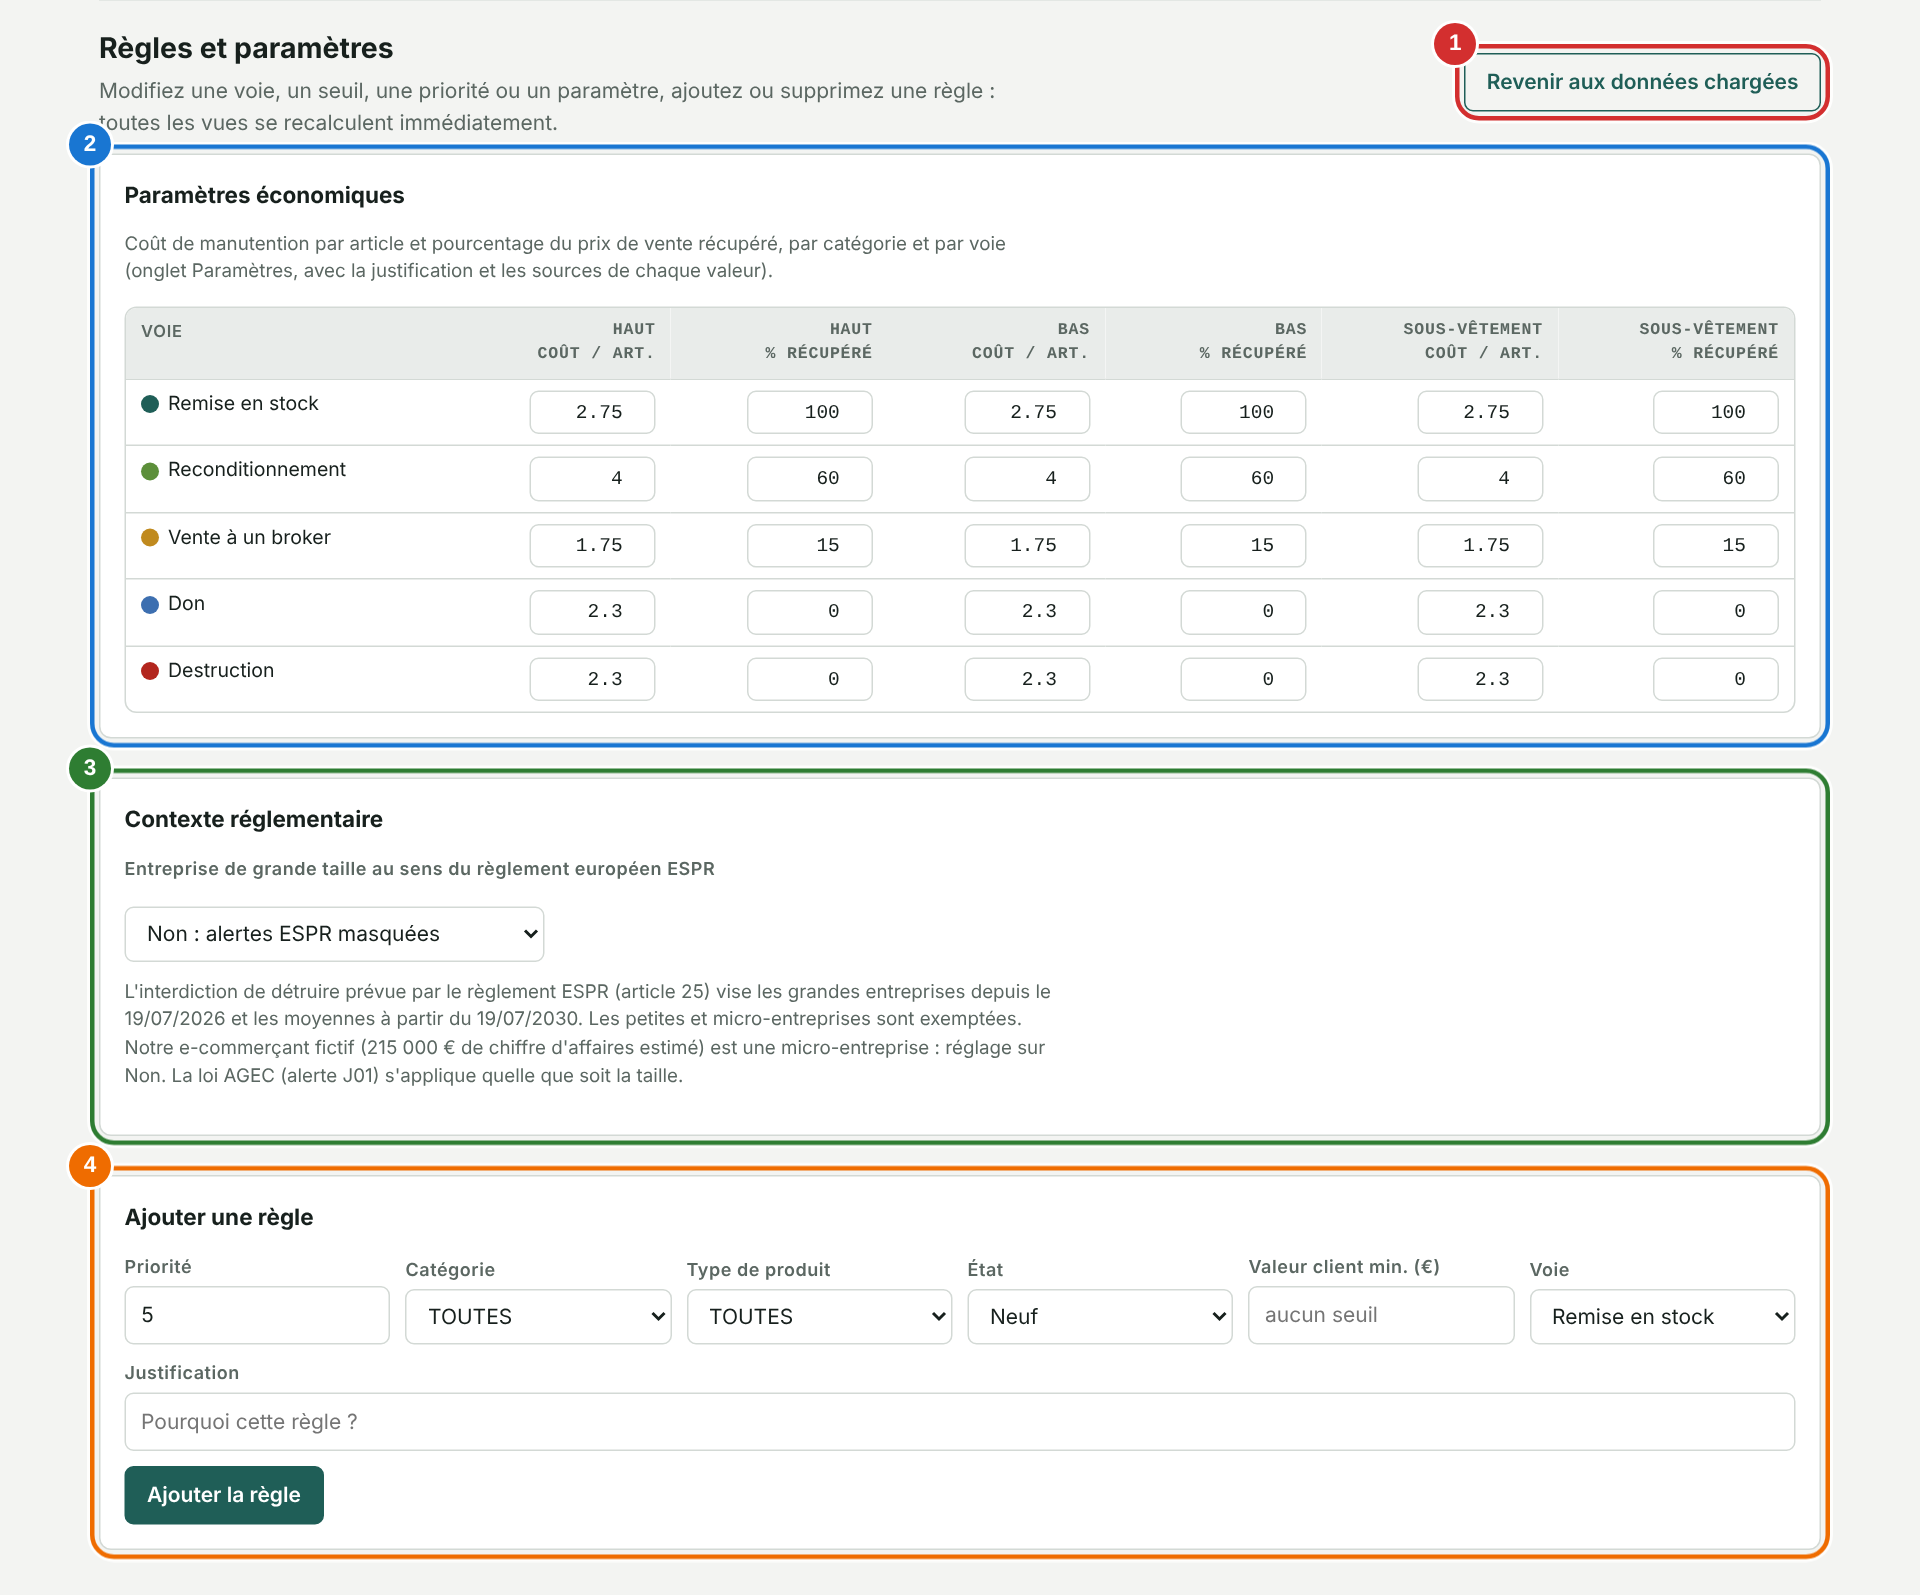 Règles et paramètres
1
Revenir aux données chargées
Modifiez une voie, un seuil, une priorité ou un paramètre, ajoutez ou supprimez une règle :
toutes les vues se recalculent immédiatement.
2
Paramètres économiques
Coût de manutention par article et pourcentage du prix de vente récupéré, par catégorie et par voie
(onglet Paramètres, avec la justification et les sources de chaque valeur).
VOIE HAUT COÛT / ART. HAUT % RÉCUPÉRÉ BAS COÛT / ART. BAS % RÉCUPÉRÉ SOUS-VÊTEMENT COÛT / ART. SOUS-VÊTEMENT % RÉCUPÉRÉ
Remise en stock 2.75 100 2.75 100 2.75 100
Reconditionnement 4 60 4 60 4 60
Vente à un broker 1.75 15 1.75 15 1.75 15
Don 2.3 0 2.3 0 2.3 0
Destruction 2.3 0 2.3 0 2.3 0
3
Contexte réglementaire
Entreprise de grande taille au sens du règlement européen ESPR
Non : alertes ESPR masquées
L'interdiction de détruire prévue par le règlement ESPR (article 25) vise les grandes entreprises depuis le
19/07/2026 et les moyennes à partir du 19/07/2030. Les petites et micro-entreprises sont exemptées.
Notre e-commerçant fictif (215 000 € de chiffre d'affaires estimé) est une micro-entreprise : réglage sur
Non. La loi AGEC (alerte J01) s'applique quelle que soit la taille.
4
Ajouter une règle
Priorité Catégorie Type de produit État Valeur client min. (€) Voie
5 TOUTES TOUTES Neuf aucun seuil Remise en stock
Justification
Pourquoi cette règle ?
Ajouter la règle